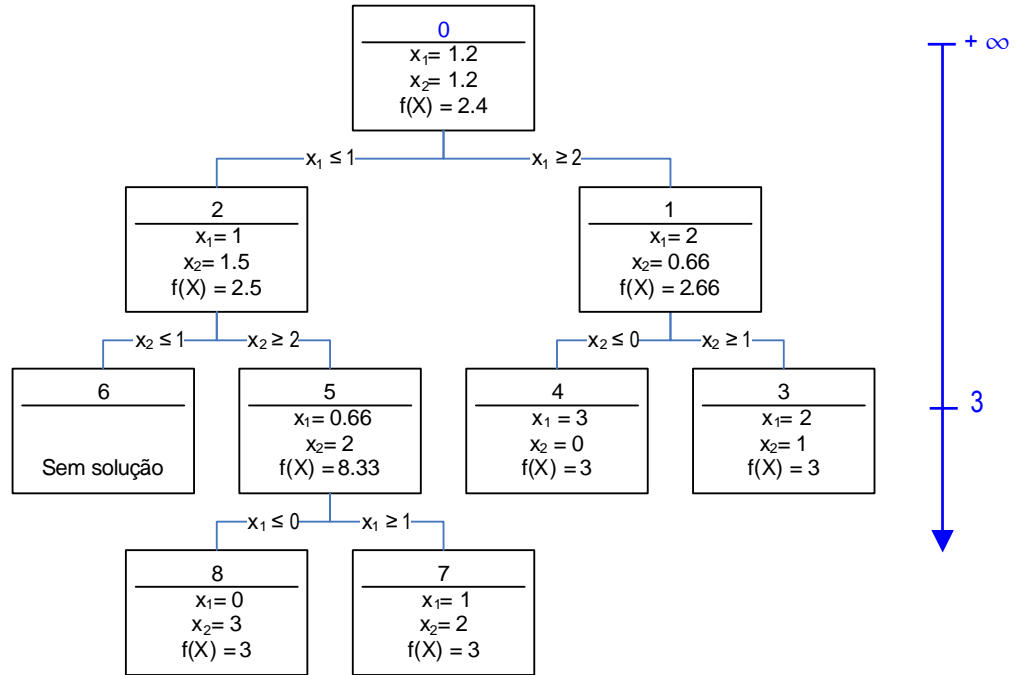 0
x₁= 1.2
x₂= 1.2
f(X) = 2.4
+ ∞
x₁ ≤ 1
x₁ ≥ 2
2
x₁= 1
x₂= 1.5
f(X) = 2.5
1
x₁= 2
x₂= 0.66
f(X) = 2.66
x₂ ≤ 1
x₂ ≥ 2
x₂ ≤ 0
x₂ ≥ 1
6
Sem solução
5
x₁= 0.66
x₂= 2
f(X) = 8.33
4
x₁ = 3
x₂ = 0
f(X) = 3
3
x₁= 2
x₂= 1
f(X) = 3
3
x₁ ≤ 0
x₁ ≥ 1
8
x₁= 0
x₂= 3
f(X) = 3
7
x₁= 1
x₂= 2
f(X) = 3